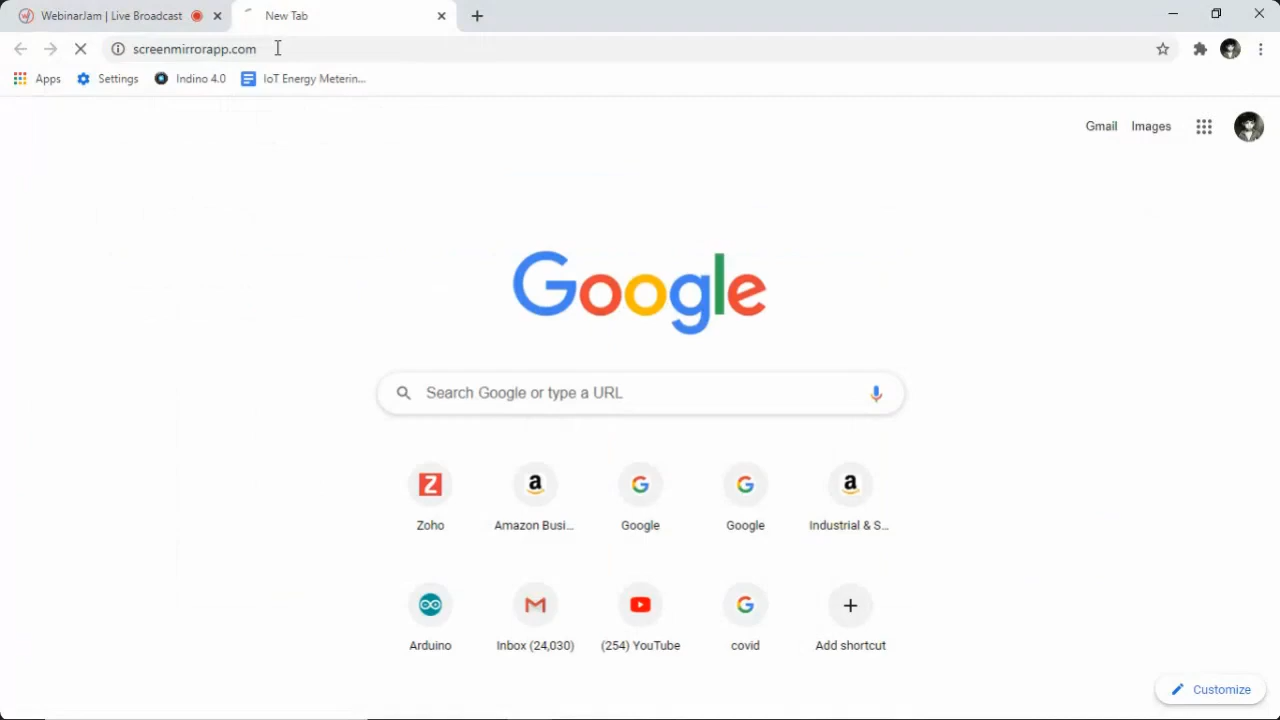 WebinarJam | Live Broadcast
New Tab
screenmirrorapp.com
Apps
Settings
Indino 4.0
IoT Energy Meterin...
Gmail
Images
Google
Search Google or type a URL
Z
a
G
G
a
Zoho
Amazon Busi...
Google
Google
Industrial & S...
G
Arduino
Inbox (24,030)
(254) YouTube
covid
Add shortcut
Customize